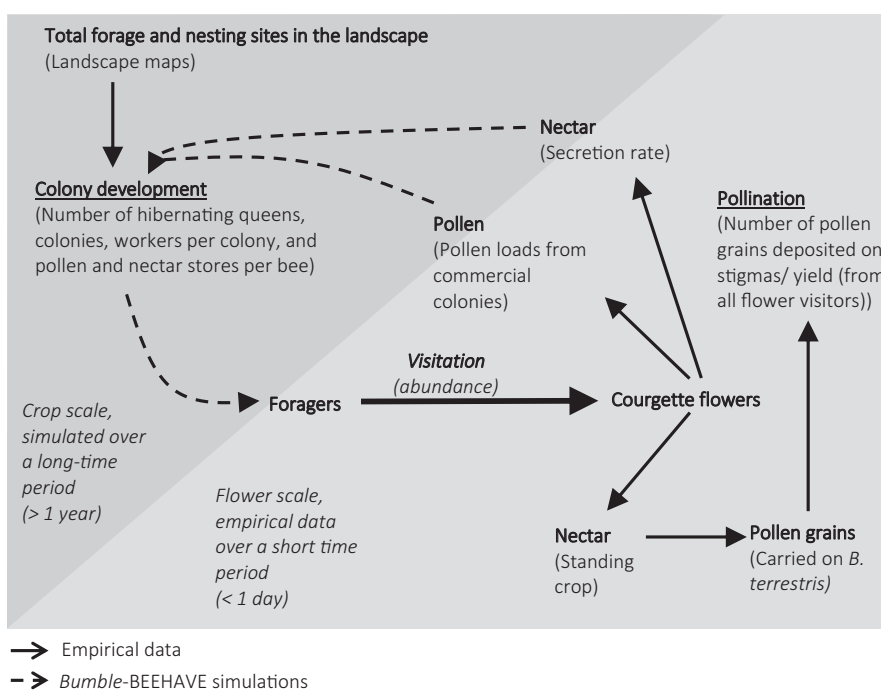 Total forage and nesting sites in the landscape
(Landscape maps)
Nectar
(Secretion rate)
Colony development
(Number of hibernating queens,
colonies, workers per colony, and
pollen and nectar stores per bee)
Pollen
(Pollen loads from
commercial
colonies)
Pollination
(Number of pollen
grains deposited on
stigmas/ yield (from
all flower visitors))
Visitation
(abundance)
Foragers
Courgette flowers
Crop scale,
simulated over
a long-time
period
(> 1 year)
Flower scale,
empirical data
over a short time
period
(< 1 day)
Nectar
(Standing
crop)
Pollen grains
(Carried on B.
terrestris)
Empirical data
Bumble-BEEHAVE simulations